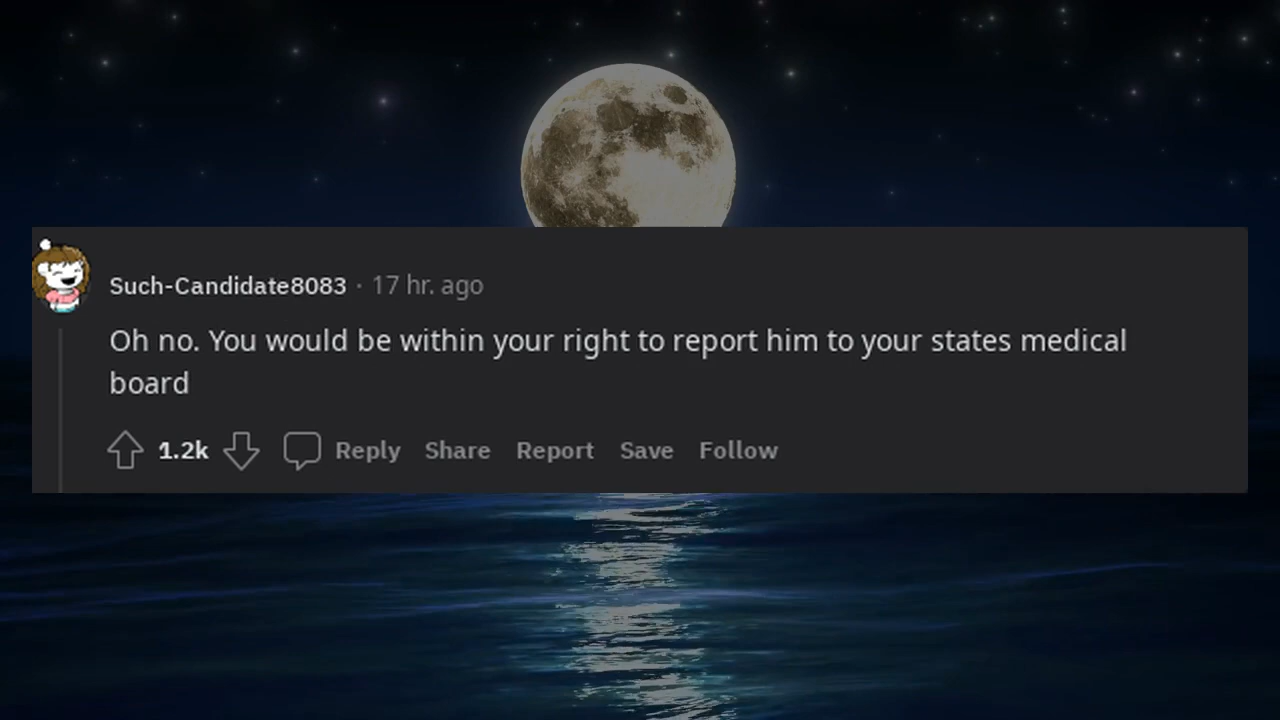 Such-Candidate8083 · 17 hr. ago
Oh no. You would be within your right to report him to your states medical
board
1.2k Reply Share Report Save Follow